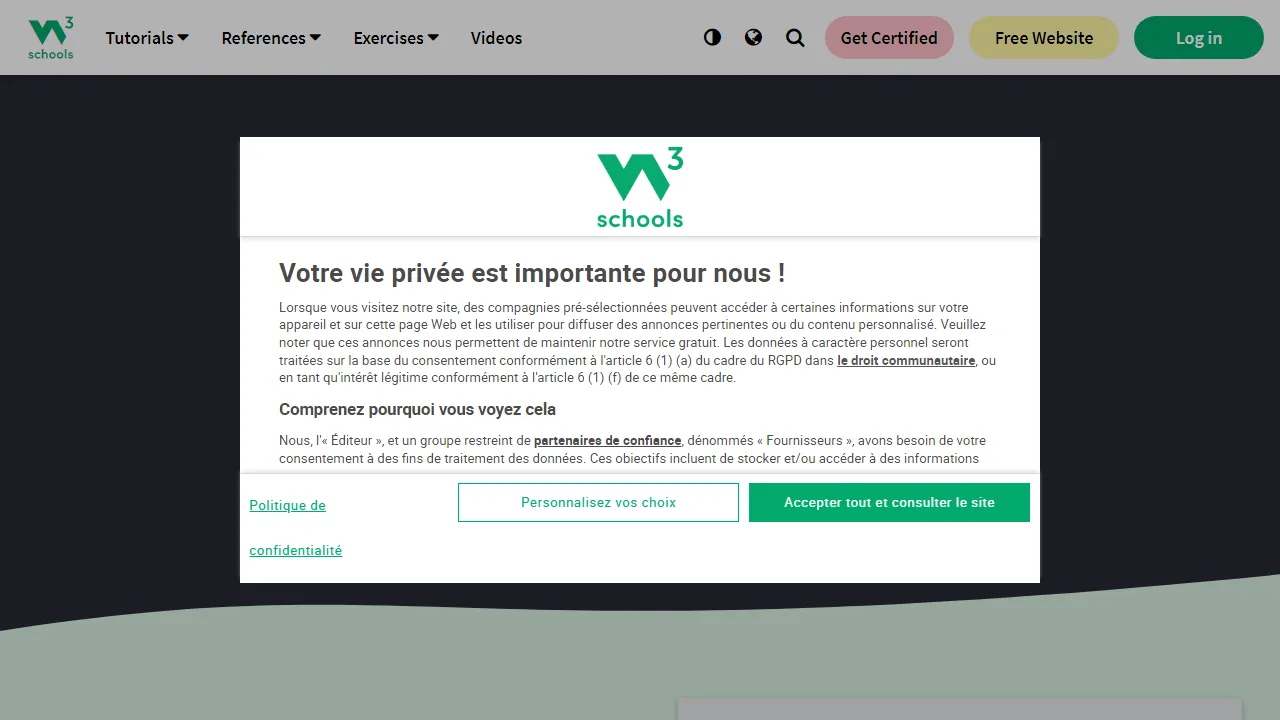 3
schools
Tutorials References Exercises Videos Get Certified Free Website Log in
3
schools
Votre vie privée est importante pour nous !
Lorsque vous visitez notre site, des compagnies pré-sélectionnées peuvent accéder à certaines informations sur votre
appareil et sur cette page Web et les utiliser pour diffuser des annonces pertinentes ou du contenu personnalisé. Veuillez
noter que ces annonces nous permettent de maintenir notre service gratuit. Les données à caractère personnel seront
traitées sur la base du consentement conformément à l'article 6 (1) (a) du cadre du RGPD dans le droit communautaire, ou
en tant qu'intérêt légitime conformément à l'article 6 (1) (f) de ce même cadre.
Comprenez pourquoi vous voyez cela
Nous, l'« Éditeur », et un groupe restreint de partenaires de confiance, dénommés « Fournisseurs », avons besoin de votre
consentement à des fins de traitement des données. Ces objectifs incluent de stocker et/ou accéder à des informations
Politique de
confidentialité
Personnalisez vos choix
Accepter tout et consulter le site